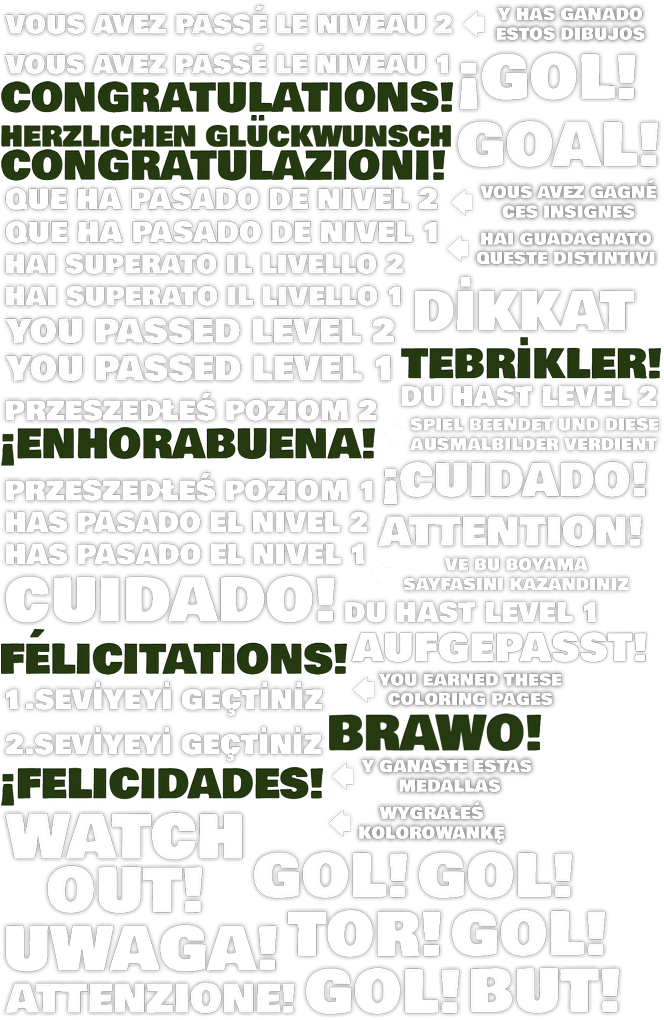 VOUS AVEZ PASSÉ LE NIVEAU 2
Y HAS GANADO
ESTOS DIBUJOS
VOUS AVEZ PASSÉ LE NIVEAU 1
¡GOL!
CONGRATULATIONS!
HERZLICHEN GLÜCKWUNSCH
GOAL!
CONGRATULAZIONI!
QUE HA PASADO DE NIVEL 2
VOUS AVEZ GAGNÉ
CES INSIGNES
QUE HA PASADO DE NIVEL 1
HAI GUADAGNATO
QUESTE DISTINTIVI
HAI SUPERATO IL LIVELLO 2
HAI SUPERATO IL LIVELLO 1
DİKKAT
YOU PASSED LEVEL 2
YOU PASSED LEVEL 1
TEBRİKLER!
DU HAST LEVEL 2
PRZESZEDŁEŚ POZIOM 2
SPIEL BEENDET UND DIESE
AUSMALBILDER VERDIENT
¡ENHORABUENA!
¡CUIDADO!
PRZESZEDŁEŚ POZIOM 1
HAS PASADO EL NIVEL 2
ATTENTION!
HAS PASADO EL NIVEL 1
VE BU BOYAMA
SAYFASINI KAZANDINIZ
CUIDADO!
DU HAST LEVEL 1
FÉLICITATIONS!
AUFGEPASST!
YOU EARNED THESE
COLORING PAGES
1.SEVİYEYİ GEÇTİNİZ
BRAWO!
2.SEVİYEYİ GEÇTİNİZ
¡FELICIDADES!
Y GANASTE ESTAS
MEDALLAS
WYGRAŁEŚ
KOLOROWANKĘ
WATCH
OUT!
GOL! GOL!
UWAGA!
TOR! GOL!
ATTENZIONE!
GOL! BUT!